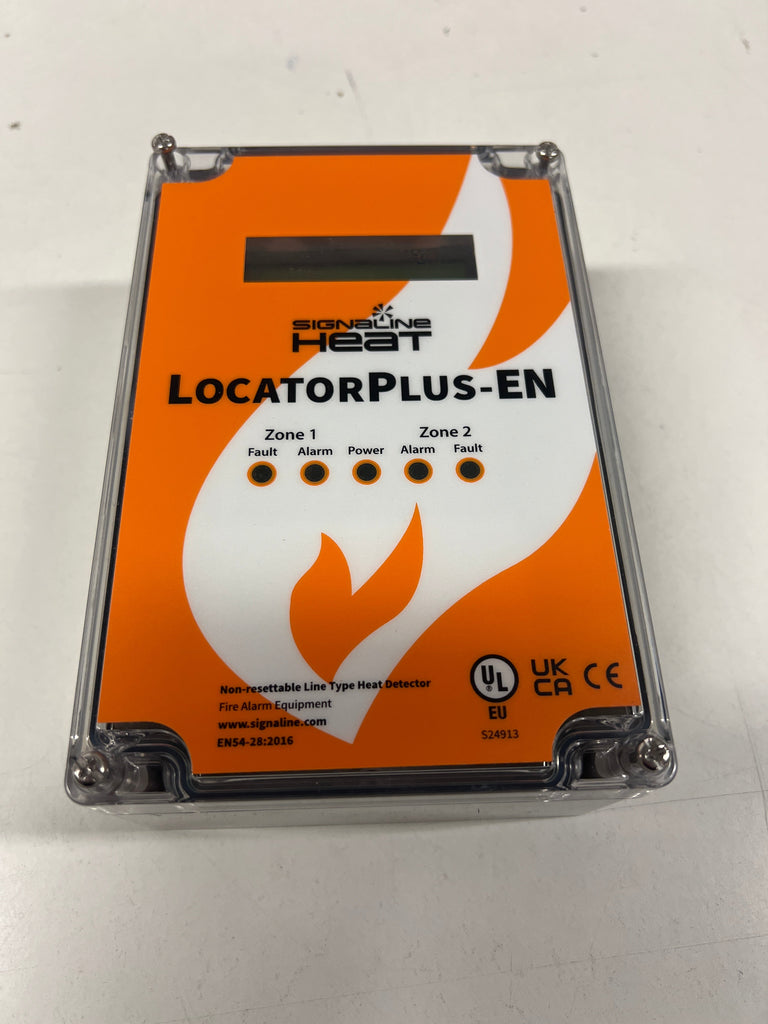 SIGNALINE
HEAT
LOCATORPLUS-EN
Zone 1 Zone 2
Fault Alarm Power Alarm Fault
Non-resettable Line Type Heat Detector
Fire Alarm Equipment
www.signaline.com
EN54-28:2016
UL
EU
S24913
UK
CA
CE